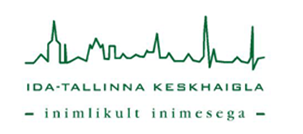 IDA-TALLINNA KESKHAIGLA
- inimlikult inimesega -